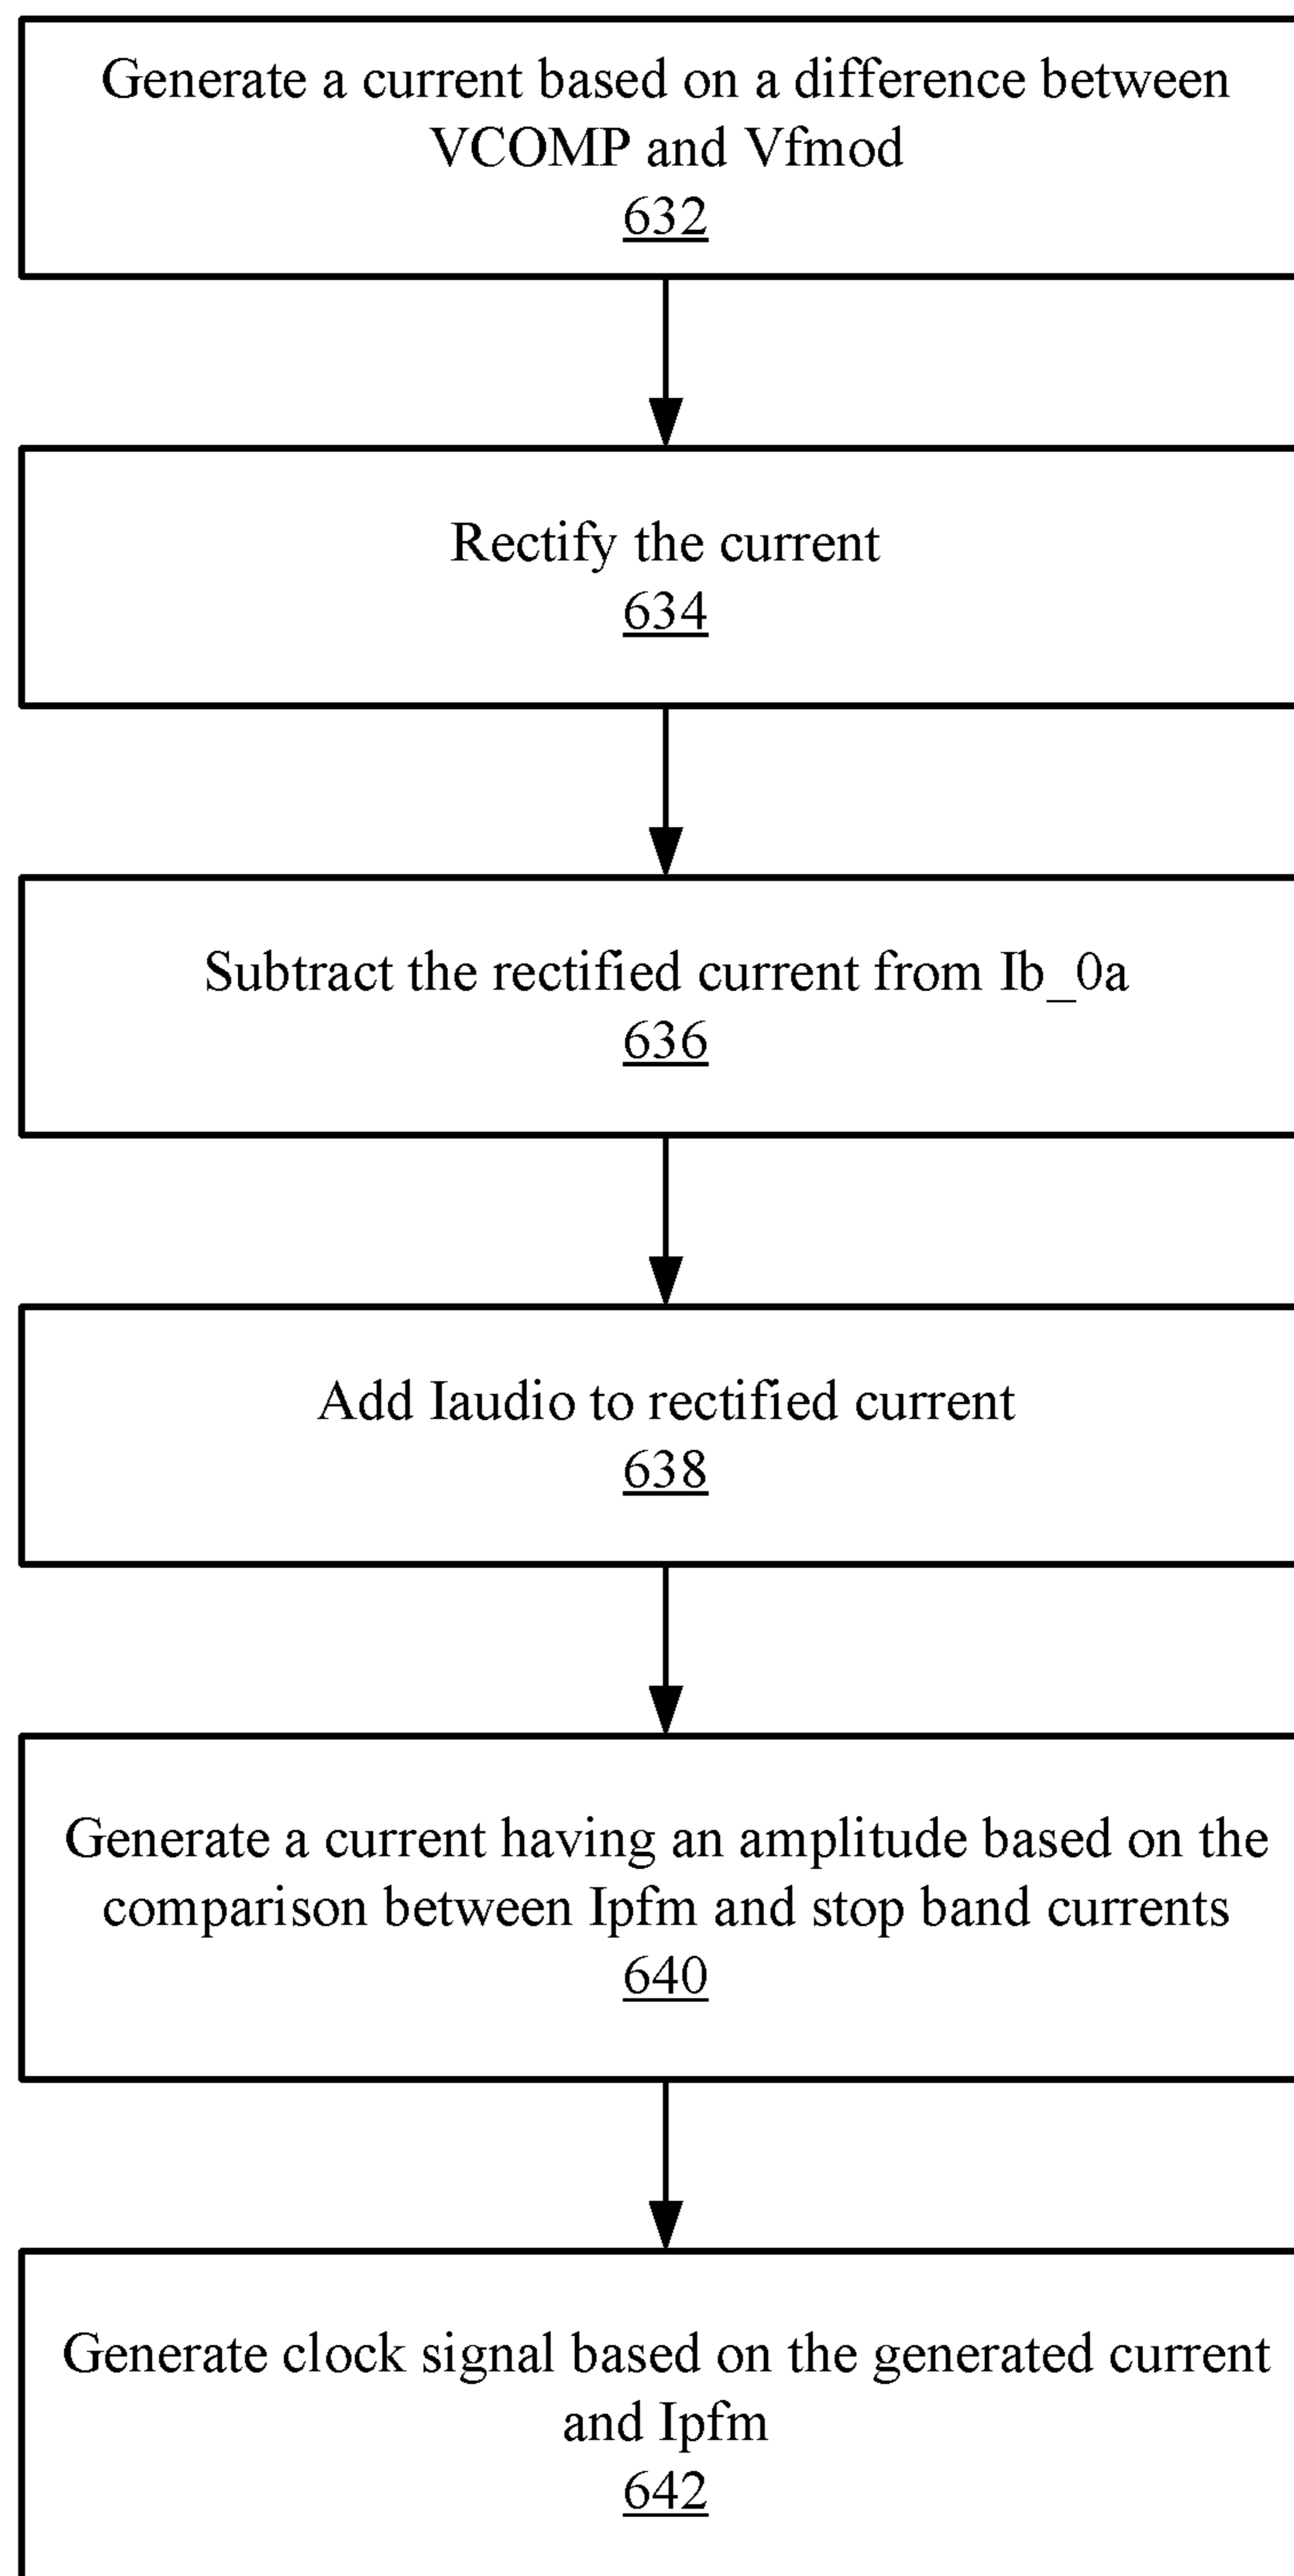 Generate a current based on a difference between
VCOMP and Vfmod
632
Rectify the current
634
Subtract the rectified current from Ib_0a
636
Add Iaudio to rectified current
638
Generate a current having an amplitude based on the
comparison between Ipfm and stop band currents
640
Generate clock signal based on the generated current
and Ipfm
642